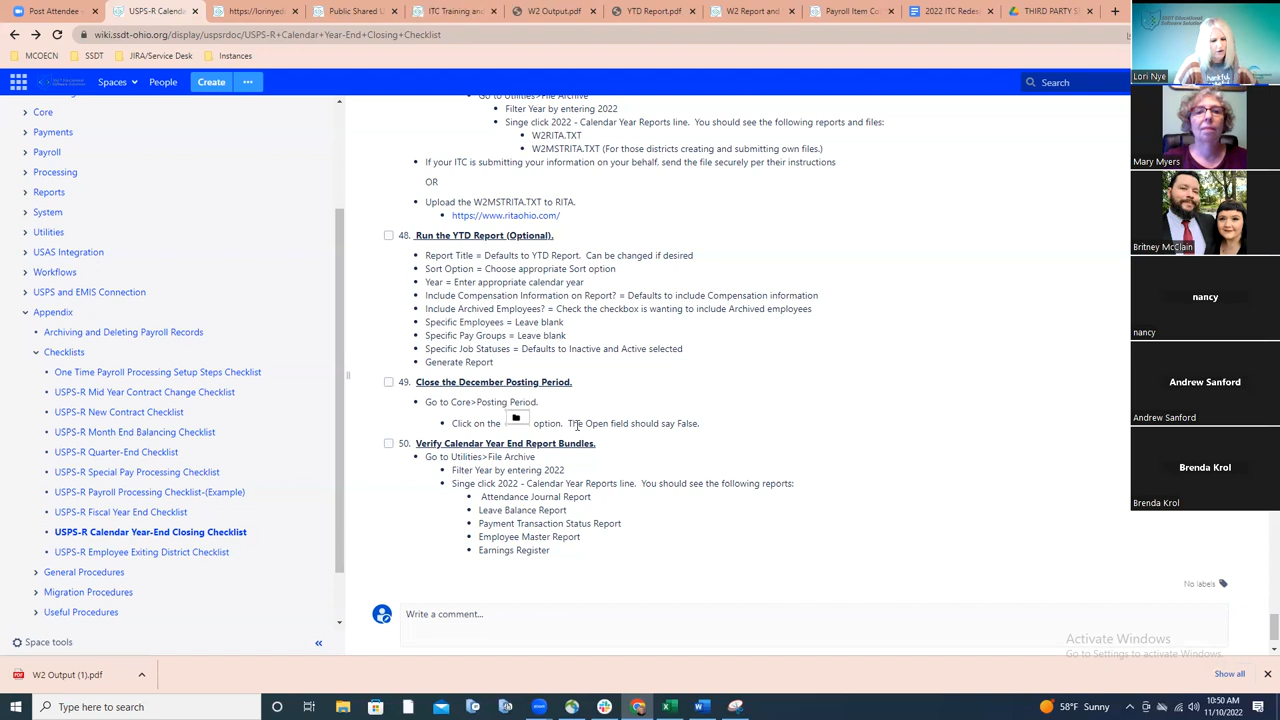 SSDT Public
ITC Training and
W2 Output.pdf
YTD Report.pdf
W2 Report and
Payroll Item Co
2022 ITC Reden
THIRD PARTY S
wiki.ssdt-ohio.org/display/uspsrdoc/USPS-R+Calendar+Year-End+Closing+Checklist
MCOECN
SSDT
JIRA/Service Desk
Instances
Spaces
People
Create
Search
Core
Payments
Payroll
Processing
Reports
System
Utilities
USAS Integration
Workflows
USPS and EMIS Connection
Appendix
Archiving and Deleting Payroll Records
Checklists
One Time Payroll Processing Setup Steps Checklist
USPS-R Mid Year Contract Change Checklist
USPS-R New Contract Checklist
USPS-R Month End Balancing Checklist
USPS-R Quarter-End Checklist
USPS-R Special Pay Processing Checklist
USPS-R Payroll Processing Checklist-(Example)
USPS-R Fiscal Year End Checklist
USPS-R Calendar Year-End Closing Checklist
USPS-R Employee Exiting District Checklist
General Procedures
Migration Procedures
Useful Procedures
Space tools
Go to Utilities>File Archive
Filter Year by entering 2022
Singe click 2022 - Calendar Year Reports line. You should see the following reports and files:
W2RITA.TXT
W2MSTRITA.TXT (For those districts creating and submitting own files.)
If your ITC is submitting your information on your behalf, send the file securely per their instructions
OR
Upload the W2MSTRITA.TXT to RITA.
https://www.ritaohio.com/
48. Run the YTD Report (Optional).
Report Title = Defaults to YTD Report. Can be changed if desired
Sort Option = Choose appropriate Sort option
Year = Enter appropriate calendar year
Include Compensation Information on Report? = Defaults to include Compensation information
Include Archived Employees? = Check the checkbox is wanting to include Archived employees
Specific Employees = Leave blank
Specific Pay Groups = Leave blank
Specific Job Statuses = Defaults to Inactive and Active selected
Generate Report
49. Close the December Posting Period.
Go to Core>Posting Period.
Click on the option. The Open field should say False.
50. Verify Calendar Year End Report Bundles.
Go to Utilities>File Archive
Filter Year by entering 2022
Singe click 2022 - Calendar Year Reports line. You should see the following reports:
Attendance Journal Report
Leave Balance Report
Payment Transaction Status Report
Employee Master Report
Earnings Register
No labels
Write a comment...
Activate Windows
Go to Settings to activate Windows.
W2 Output (1).pdf
Show all
Type here to search
58°F Sunny
10:50 AM
11/10/2022
Lori Nye
Mary Myers
Britney McClain
nancy
nancy
Andrew Sanford
Andrew Sanford
Brenda Krol
Brenda Krol